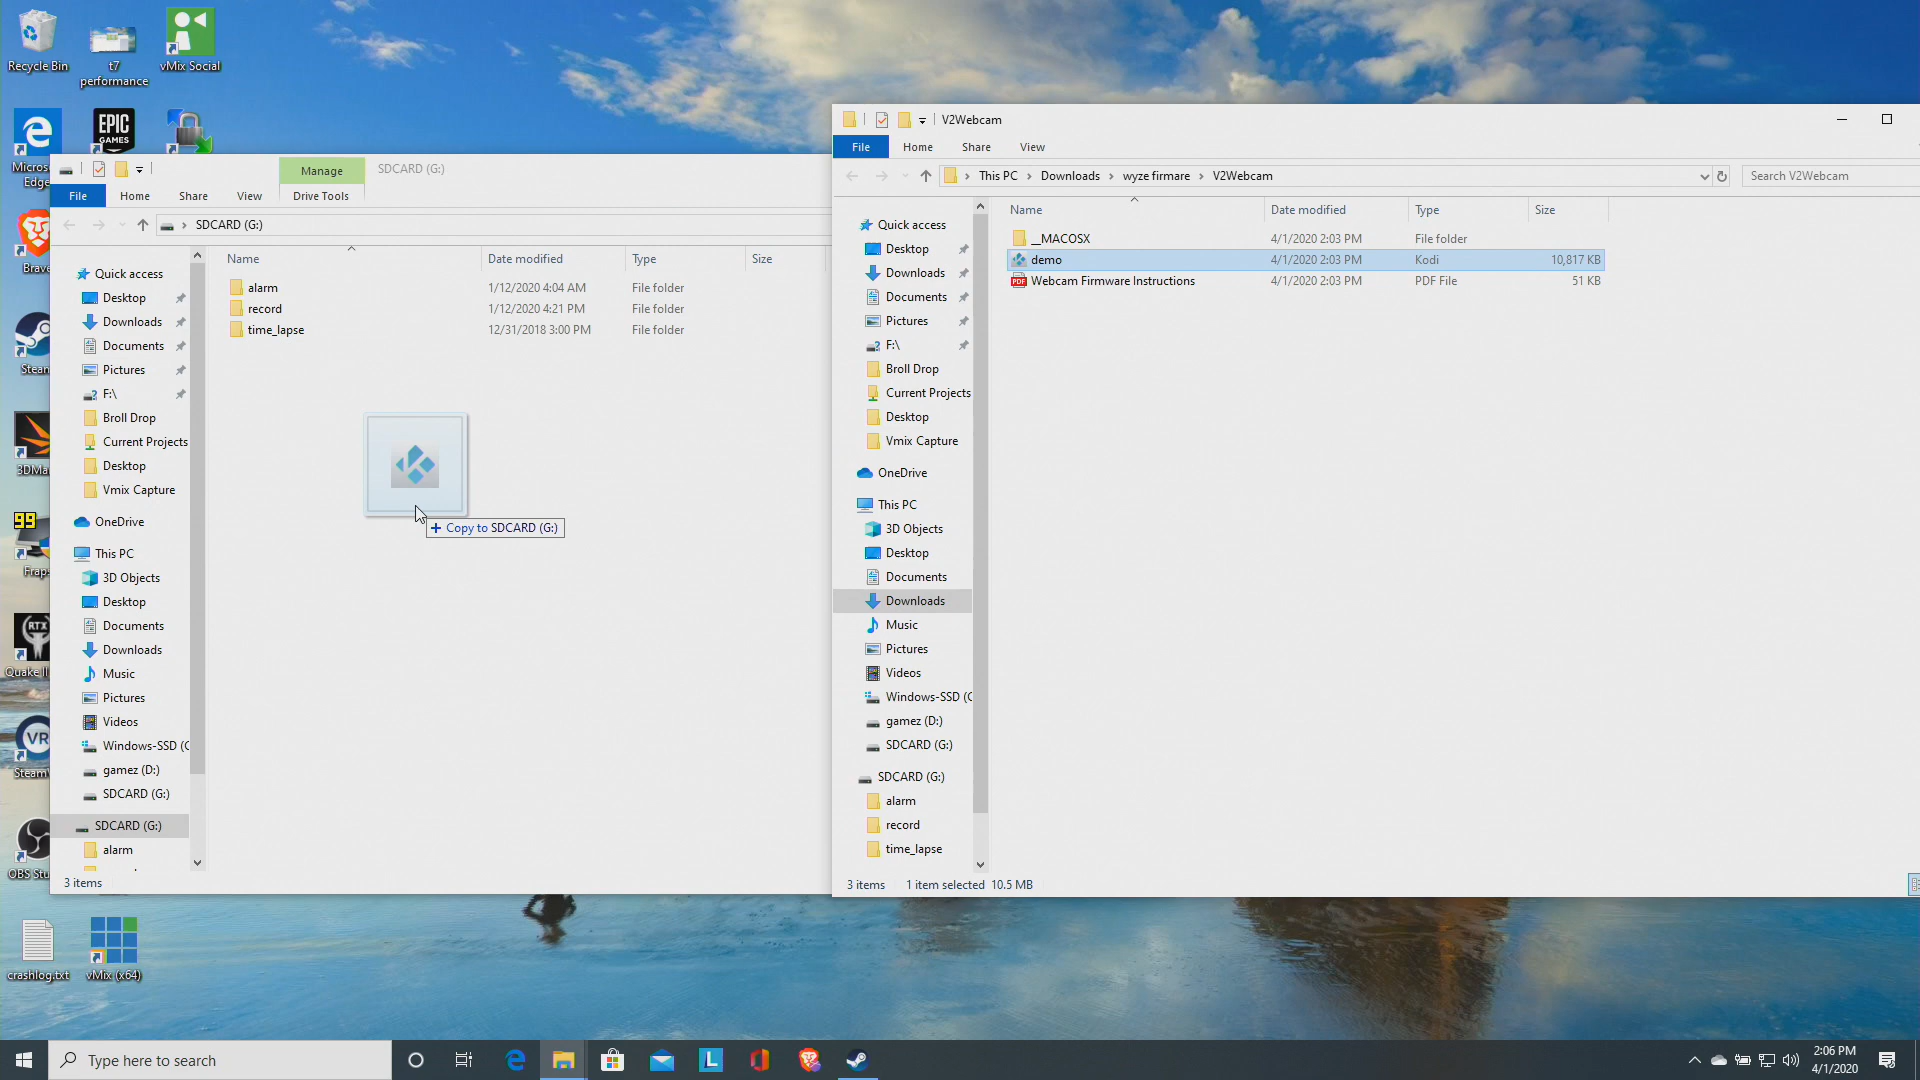 Recycle Bin
t7
performance
vMix Social
EPIC
GAMES
Micros
Edge
Brave
Steam
3DMa
99
Fraps
RTX
Quake II
VR
Steam
OBS Stu
crashlog.txt
vMix (x64)
Manage
SDCARD (G:)
File
Home
Share
View
Drive Tools
SDCARD (G:)
Name
Date modified
Type
Size
alarm
1/12/2020 4:04 AM
File folder
record
1/12/2020 4:21 PM
File folder
time_lapse
12/31/2018 3:00 PM
File folder
+ Copy to SDCARD (G:)
Quick access
Desktop
Downloads
Documents
Pictures
F:\
Broll Drop
Current Projects
Desktop
Vmix Capture
OneDrive
This PC
3D Objects
Desktop
Documents
Downloads
Music
Pictures
Videos
Windows-SSD (C
gamez (D:)
SDCARD (G:)
SDCARD (G:)
alarm
3 items
V2Webcam
File
Home
Share
View
This PC > Downloads > wyze firmare > V2Webcam
Search V2Webcam
Name
Date modified
Type
Size
__MACOSX
4/1/2020 2:03 PM
File folder
demo
4/1/2020 2:03 PM
Kodi
10,817 KB
PDF
Webcam Firmware Instructions
4/1/2020 2:03 PM
PDF File
51 KB
Quick access
Desktop
Downloads
Documents
Pictures
F:\
Broll Drop
Current Projects
Desktop
Vmix Capture
OneDrive
This PC
3D Objects
Desktop
Documents
Downloads
Music
Pictures
Videos
Windows-SSD (C
gamez (D:)
SDCARD (G:)
SDCARD (G:)
alarm
record
time_lapse
3 items
1 item selected 10.5 MB
Type here to search
L
2:06 PM
4/1/2020